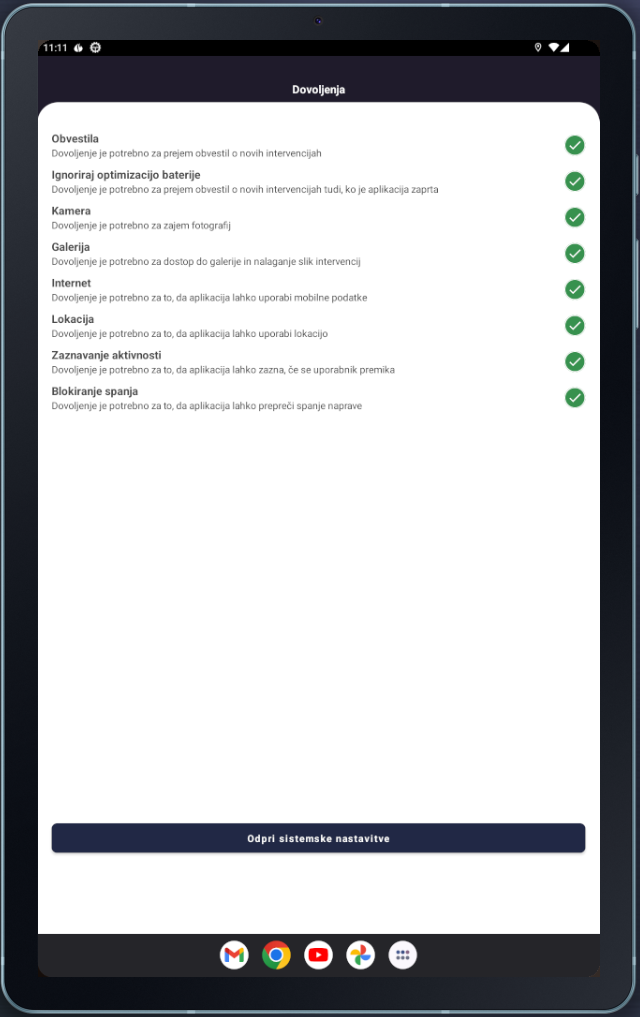 11:11
Dovoljenja
Obvestila
Dovoljenje je potrebno za prejem obvestil o novih intervencijah
Ignoriraj optimizacijo baterije
Dovoljenje je potrebno za prejem obvestil o novih intervencijah tudi, ko je aplikacija zaprta
Kamera
Dovoljenje je potrebno za zajem fotografij
Galerija
Dovoljenje je potrebno za dostop do galerije in nalaganje slik intervencij
Internet
Dovoljenje je potrebno za to, da aplikacija lahko uporabi mobilne podatke
Lokacija
Dovoljenje je potrebno za to, da aplikacija lahko uporabi lokacijo
Zaznavanje aktivnosti
Dovoljenje je potrebno za to, da aplikacija lahko zazna, če se uporabnik premika
Blokiranje spanja
Dovoljenje je potrebno za to, da aplikacija lahko prepreči spanje naprave
Odpri sistemske nastavitve